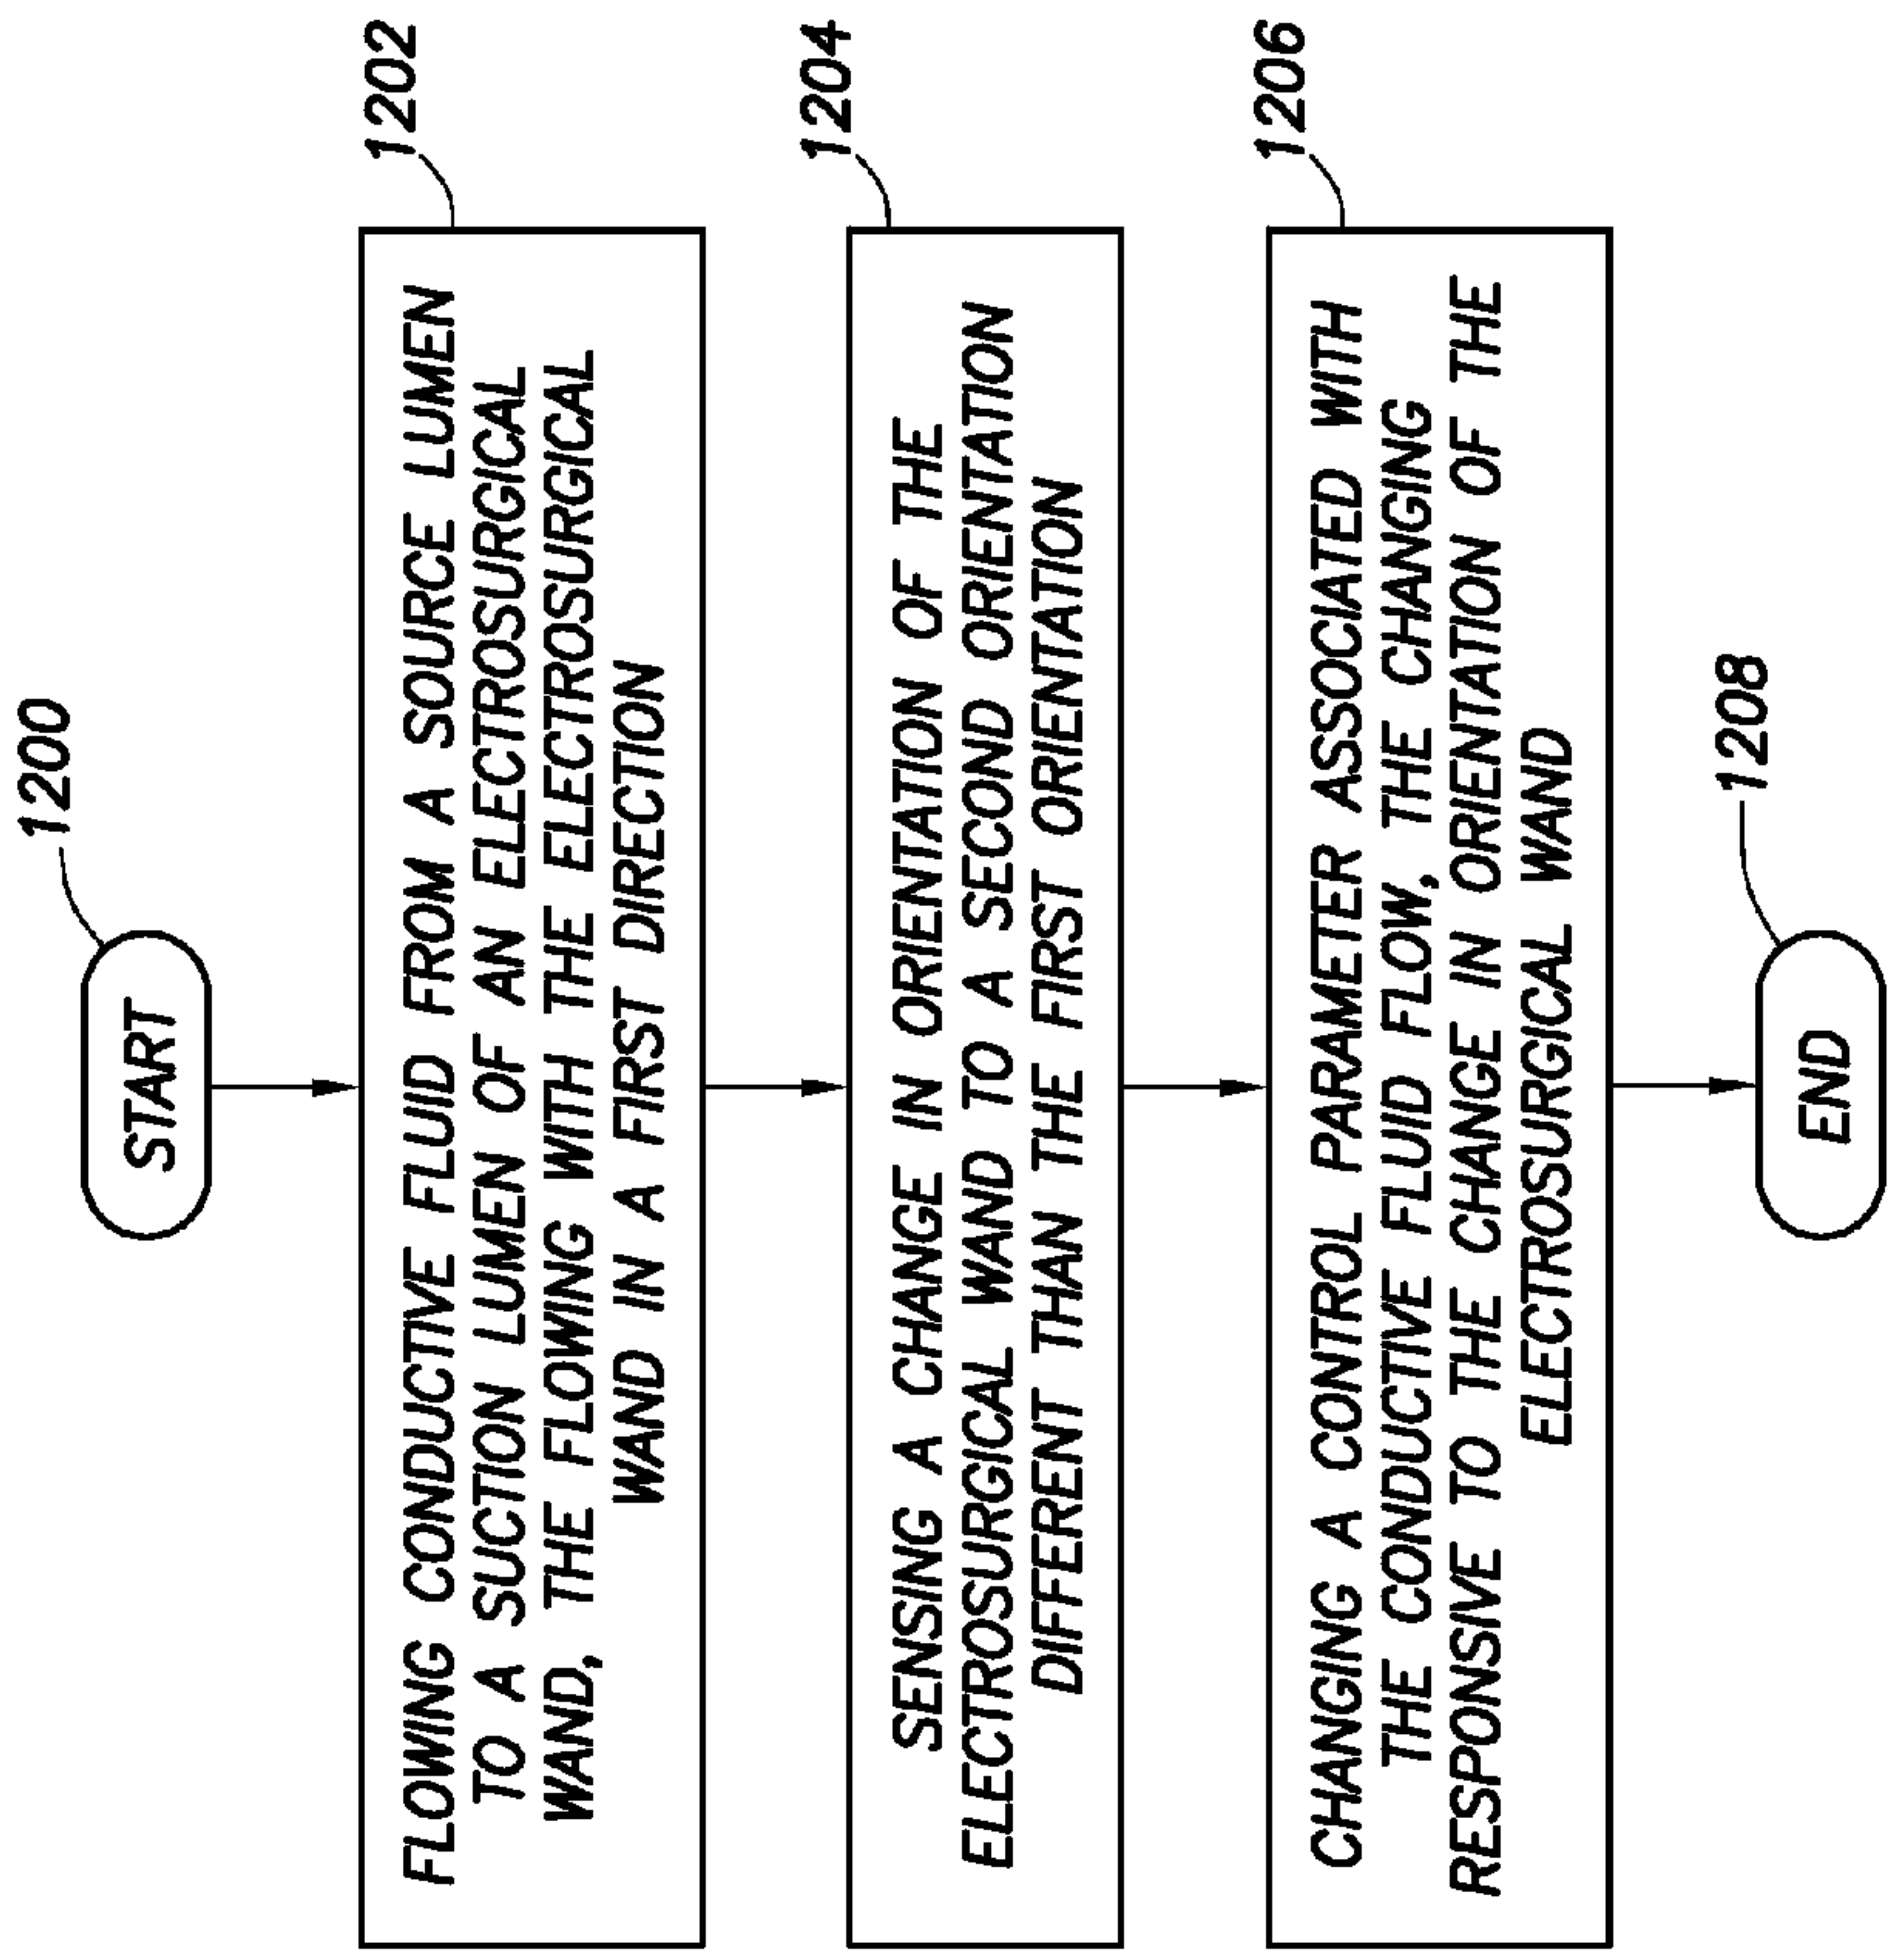 1200
START
1202
FLOWING CONDUCTIVE FLUID FROM A SOURCE LUMEN
TO A SUCTION LUMEN OF AN ELECTROSURGICAL
WAND, THE FLOWING WITH THE ELECTROSURGICAL
WAND IN A FIRST DIRECTION
1204
SENSING A CHANGE IN ORIENTATION OF THE
ELECTROSURGICAL WAND TO A SECOND ORIENTATION
DIFFERENT THAN THE FIRST ORIENTATION
1206
CHANGING A CONTROL PARAMETER ASSOCIATED WITH
THE CONDUCTIVE FLUID FLOW, THE CHANGING
RESPONSIVE TO THE CHANGE IN ORIENTATION OF THE
ELECTROSURGICAL WAND
1208
END